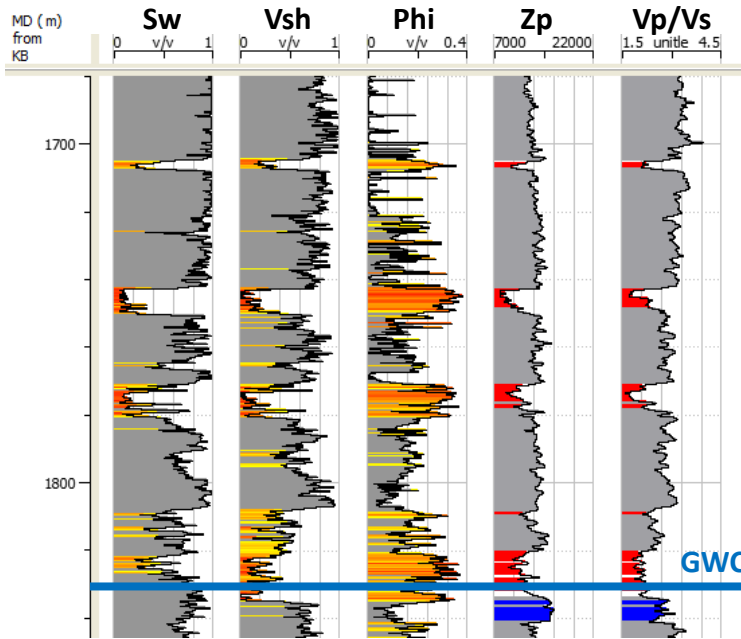 MD ( m) Sw Vsh Phi Zp Vp/Vs
from 0 v/v 1 0 v/v 1 0 v/v 0.4 7000 22000 1.5 unitle 4.5
KB
1700
1800
GWC